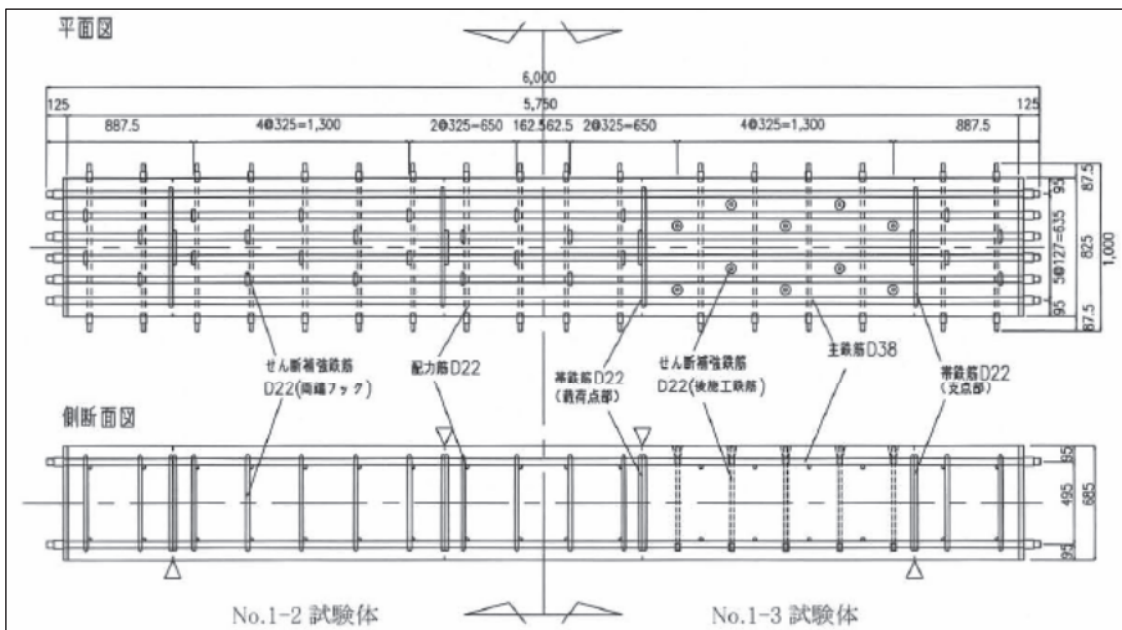 平面図
6,000
125 5,750 125
887.5 4@325=1,300 2@325=650 162.5 62.5 2@325=650 4@325=1,300 887.5
87.5
95
5@127=635
825
1,000
95
87.5
せん断補強鉄筋
D22(両端フック)
配力筋D22
帯鉄筋D22
(載荷点部)
せん断補強鉄筋
D22(後施工鉄筋)
主鉄筋D38
帯鉄筋D22
(支点部)
側断面図
95
495
685
95
No.1-2 試験体
No.1-3 試験体